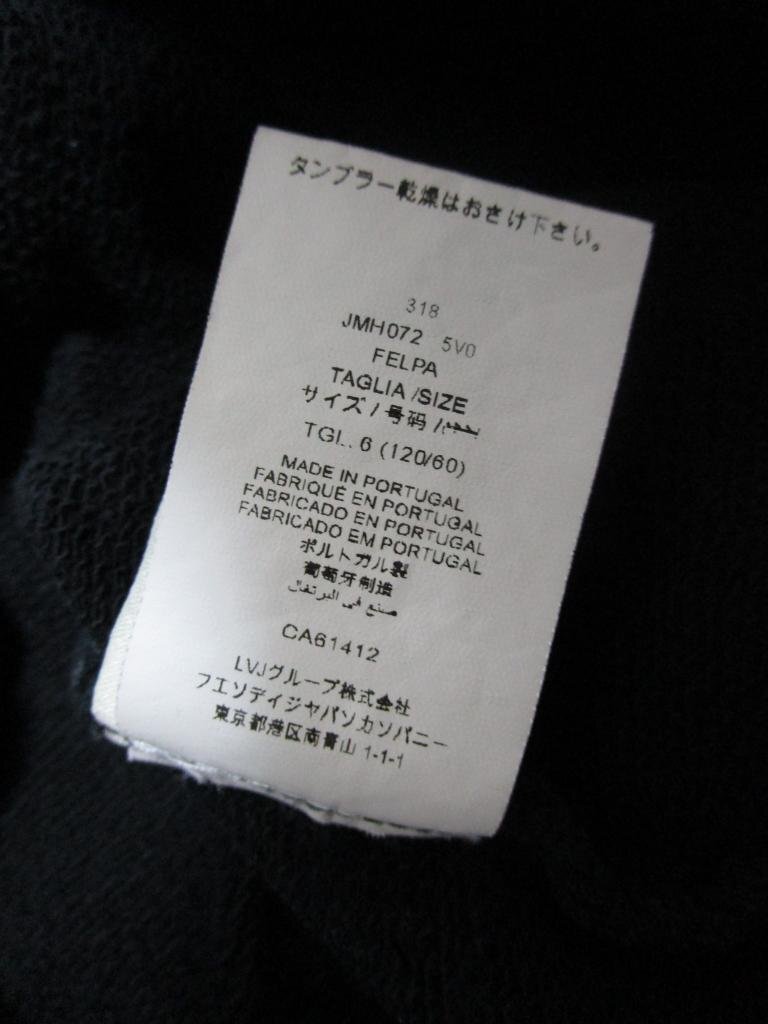 タンブラー乾燥はおさけ下さい。
318
JMH072 5V0
FELPA
TAGLIA /SIZE
サイズ / 号码 /
TGL. 6 (120/60)
MADE IN PORTUGAL
FABRIQUÉ EN PORTUGAL
FABRICADO EN PORTUGAL
FABRICADO EM PORTUGAL
ポルトガル製
葡萄牙制造
صنع في البرتغال
CA61412
LVJグループ株式会社
フエンデイジャパンカンパニー
東京都港区南青山 1-1-1